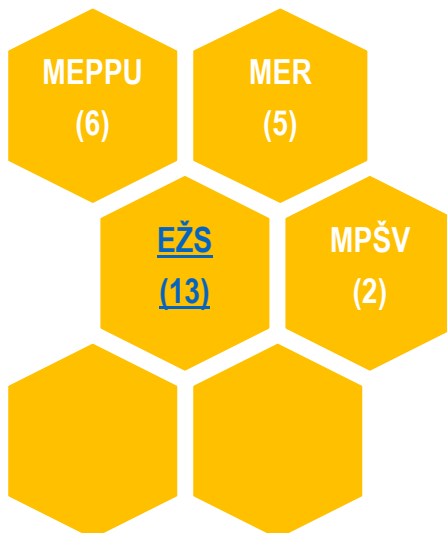 MEPPU
(6)
MER
(5)
EŽS
(13)
MPŠV
(2)